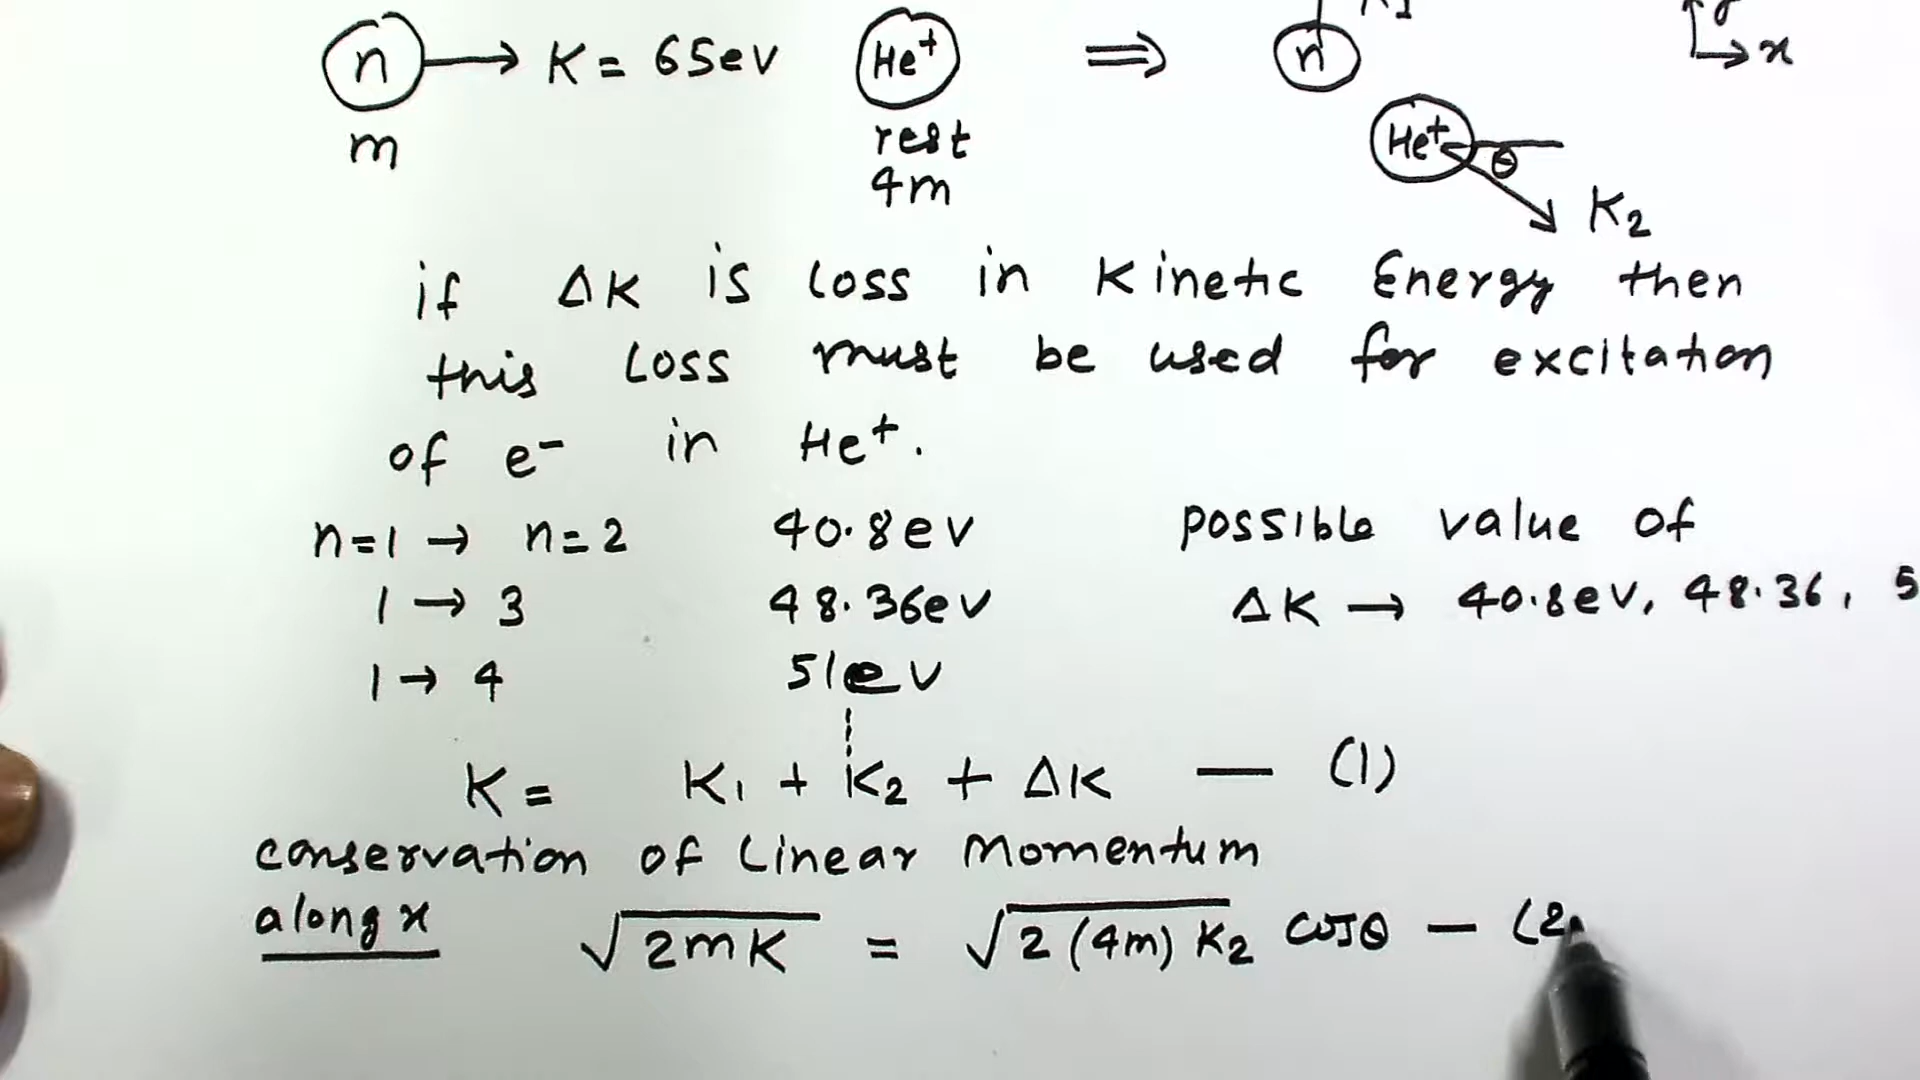 K1
y
n → K = 65ev He+ ⇒ n x
He+ θ
m rest
4m K2
if ΔK is Loss in Kinetic Energy then
this Loss must be used for excitation
of e- in He+.
n=1 → n=2 40.8ev possible value of
1 → 3 48.36ev ΔK → 40.8ev, 48.36, 5
1 → 4 51ev
K = K1 + K2 + ΔK — (1)
conservation of Linear Momentum
along x √2mK = √2(4m)K2 cosθ — (2